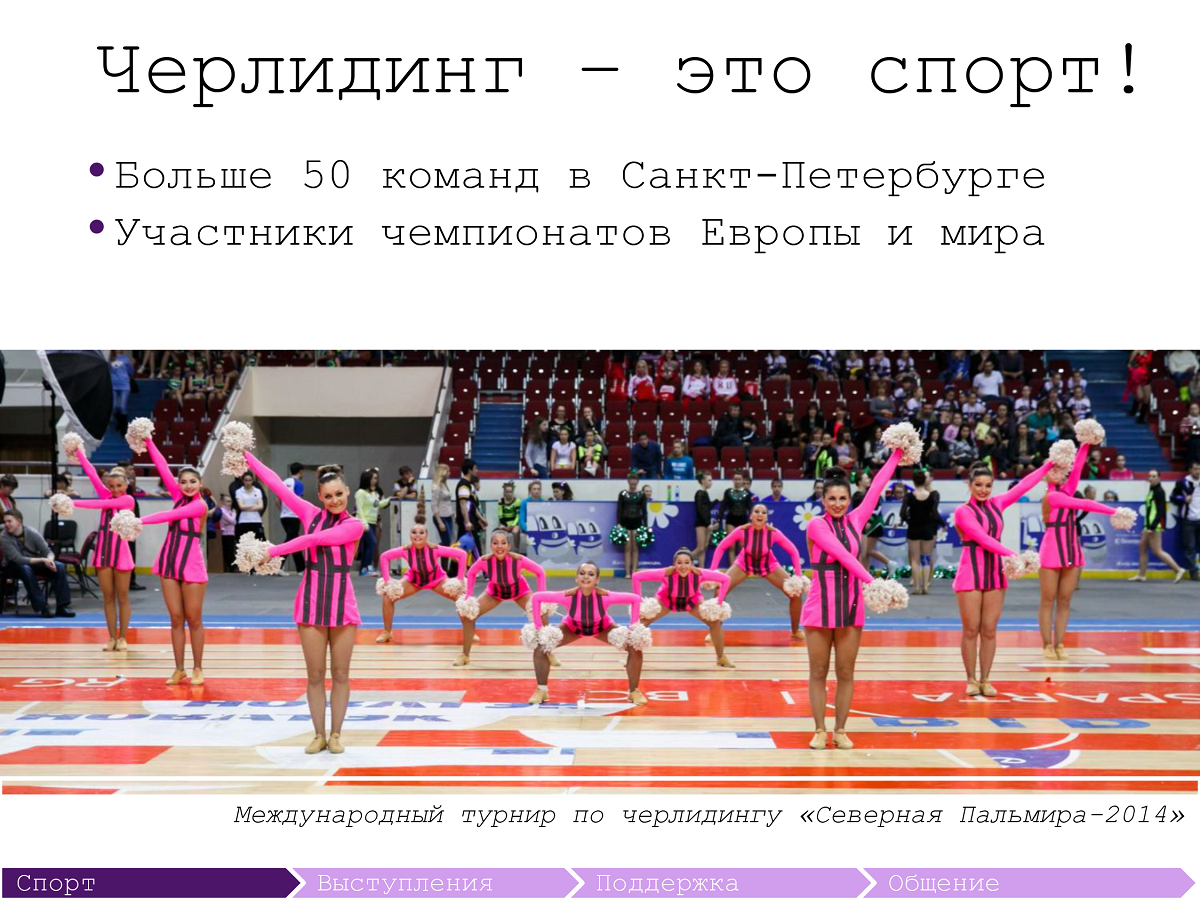 Черлидинг – это спорт!
•Больше 50 команд в Санкт-Петербурге
•Участники чемпионатов Европы и мира
Международный турнир по черлидингу «Северная Пальмира-2014»
Спорт
Выступления
Поддержка
Общение